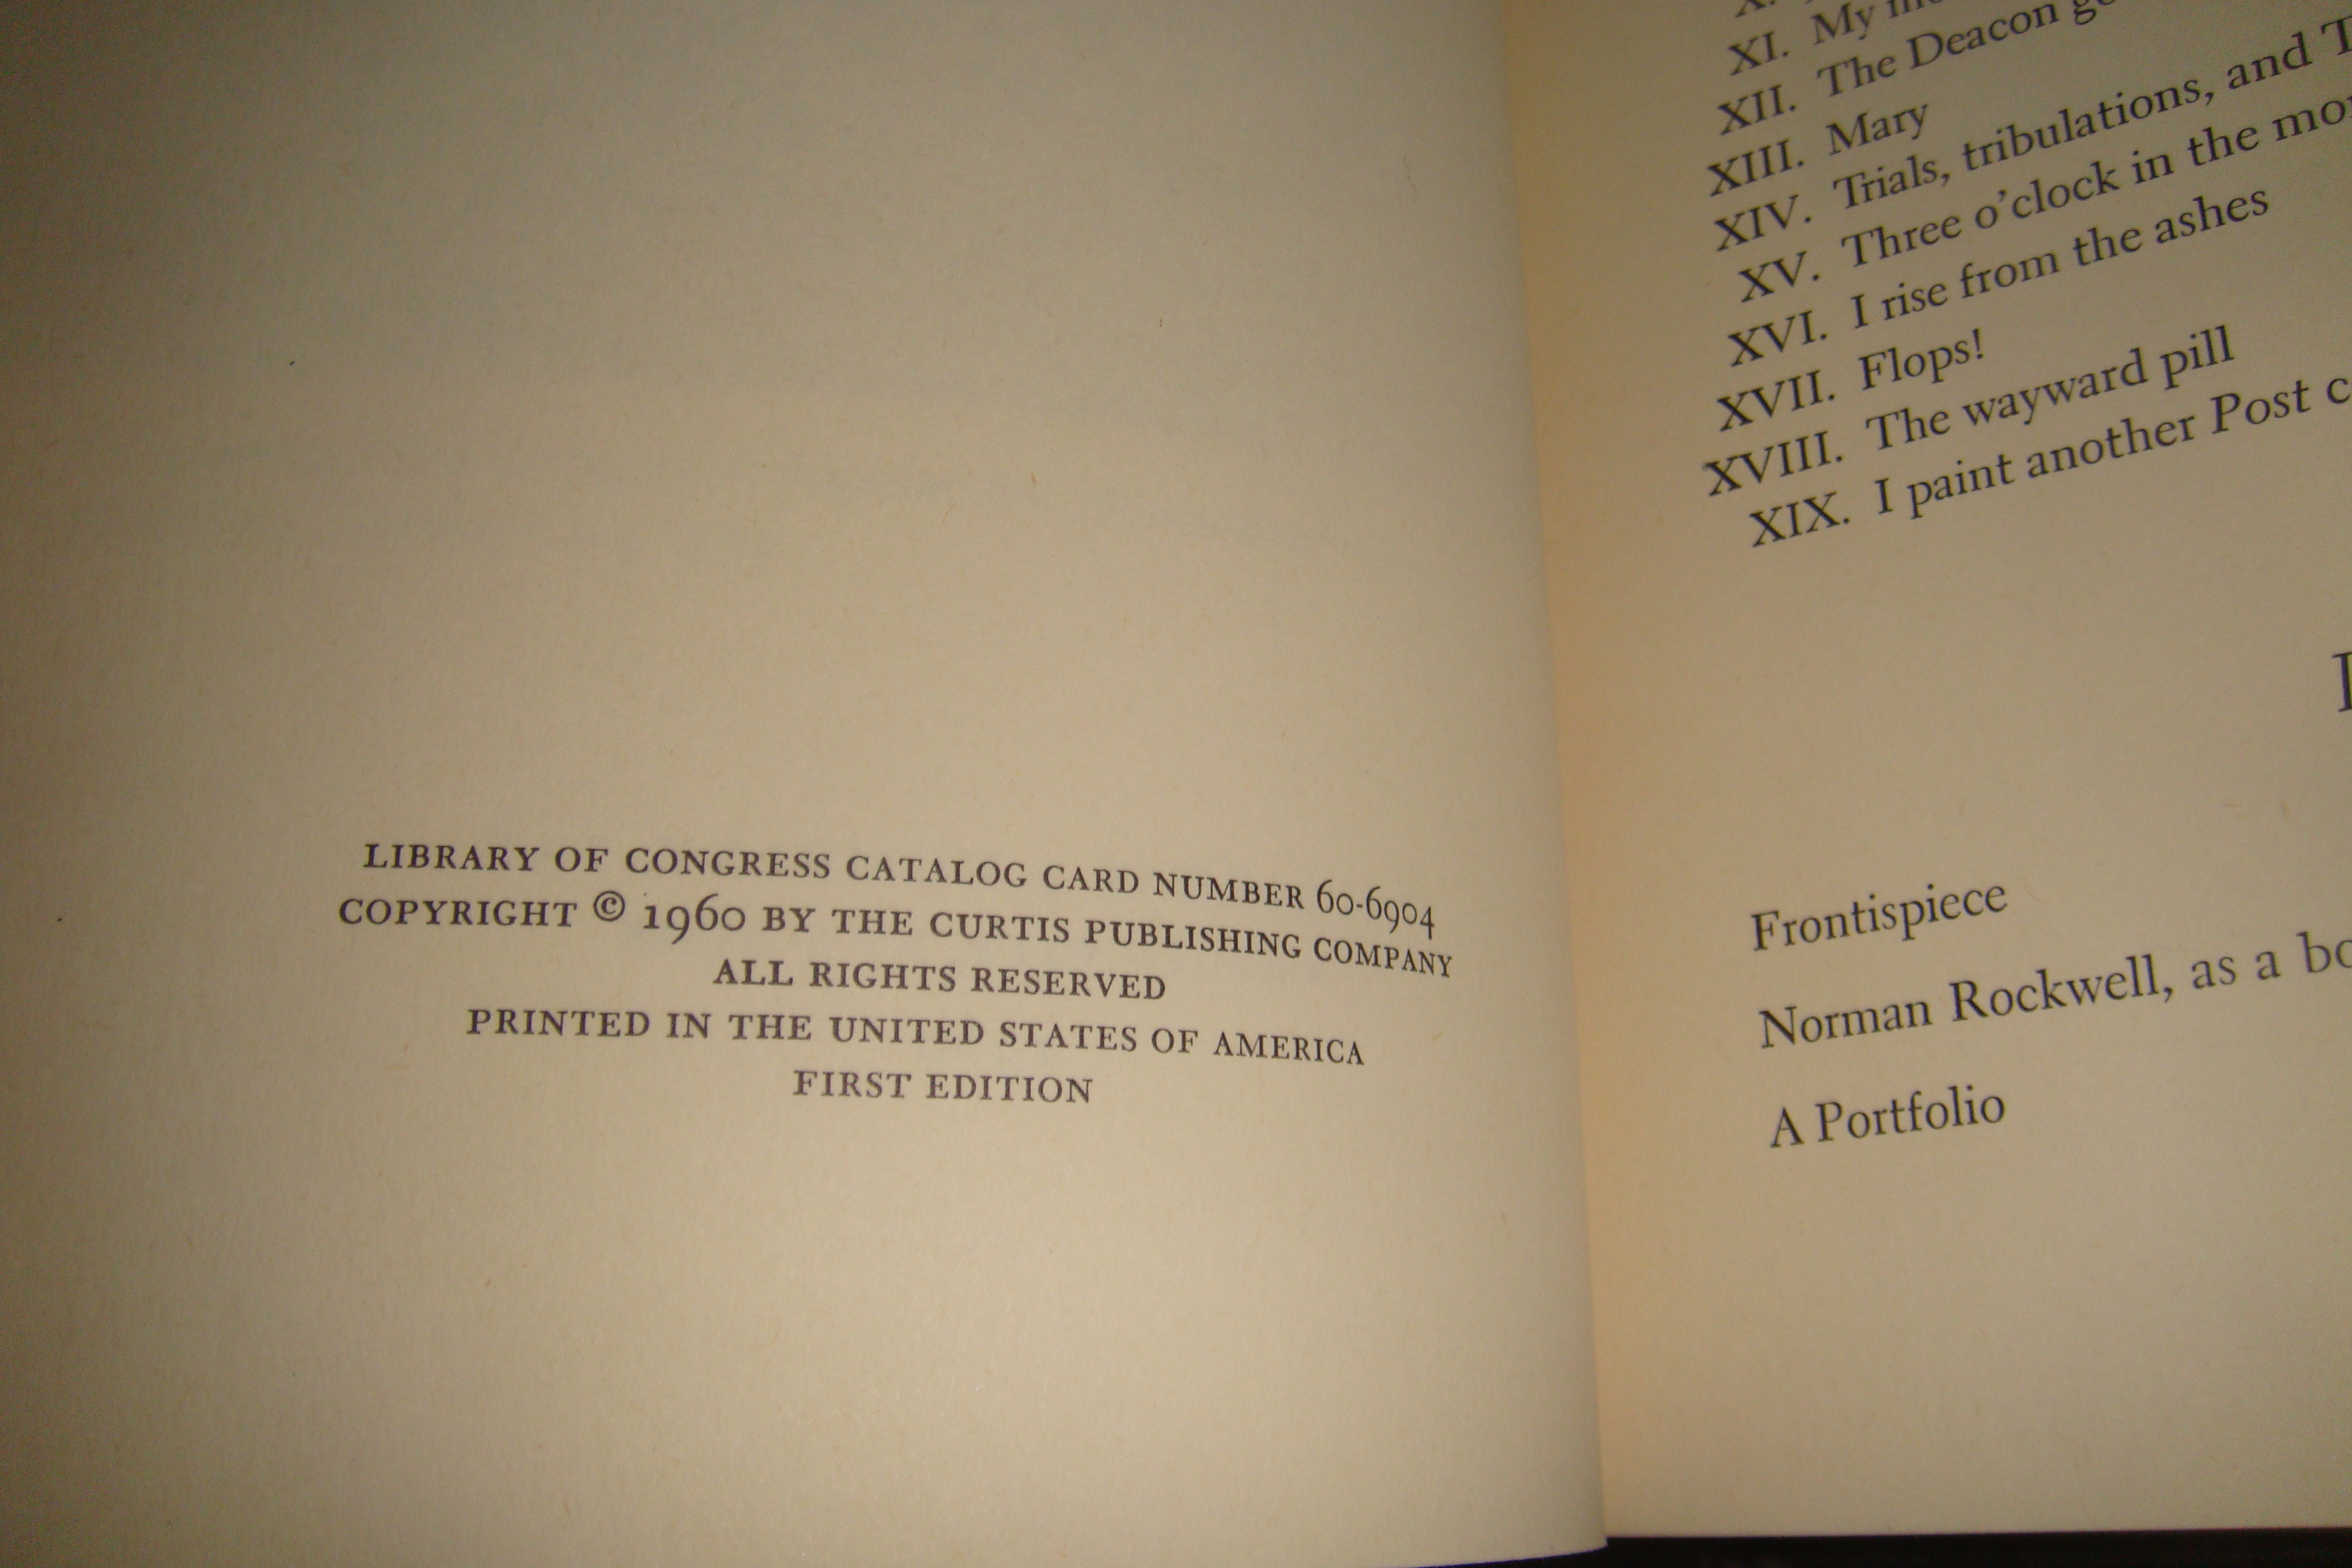 LIBRARY OF CONGRESS CATALOG CARD NUMBER 60-6904
COPYRIGHT © 1960 BY THE CURTIS PUBLISHING COMPANY
ALL RIGHTS RESERVED
PRINTED IN THE UNITED STATES OF AMERICA
FIRST EDITION
X.
XI. My
XII. The Deacon
XIII. Mary
XIV. Trials, tribulations, and
XV. Three o'clock in the
XVI. I rise from the ashes
XVII. Flops!
XVIII. The wayward pill
XIX. I paint another Post
Frontispiece
Norman Rockwell, as a
A Portfolio